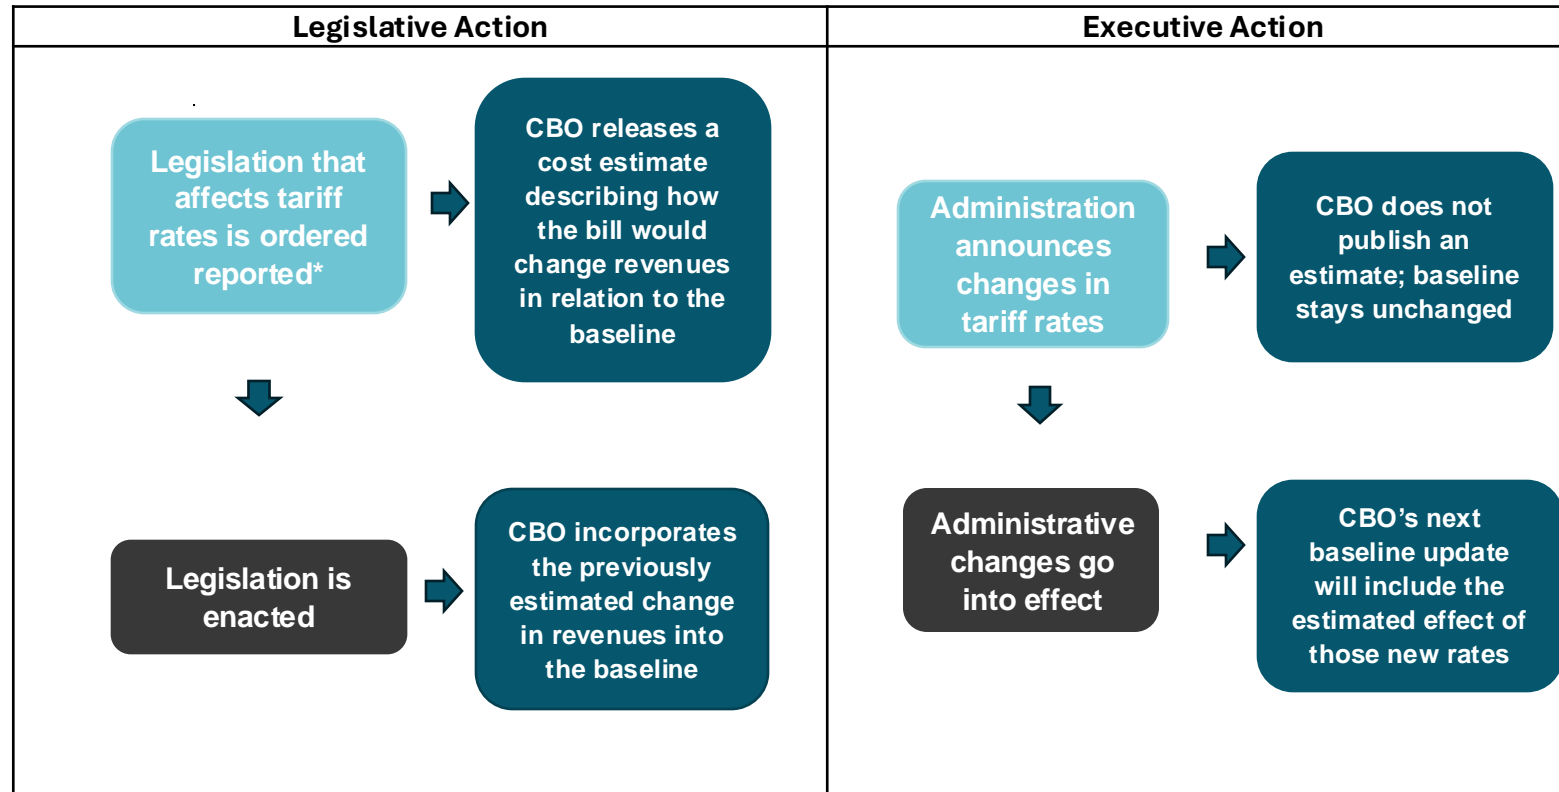 Legislative Action
Executive Action
Legislation that
affects tariff
rates is ordered
reported*
CBO releases a
cost estimate
describing how
the bill would
change revenues
in relation to the
baseline
Legislation is
enacted
CBO incorporates
the previously
estimated change
in revenues into
the baseline
Administration
announces
changes in
tariff rates
CBO does not
publish an
estimate; baseline
stays unchanged
Administrative
changes go
into effect
CBO’s next
baseline update
will include the
estimated effect of
those new rates